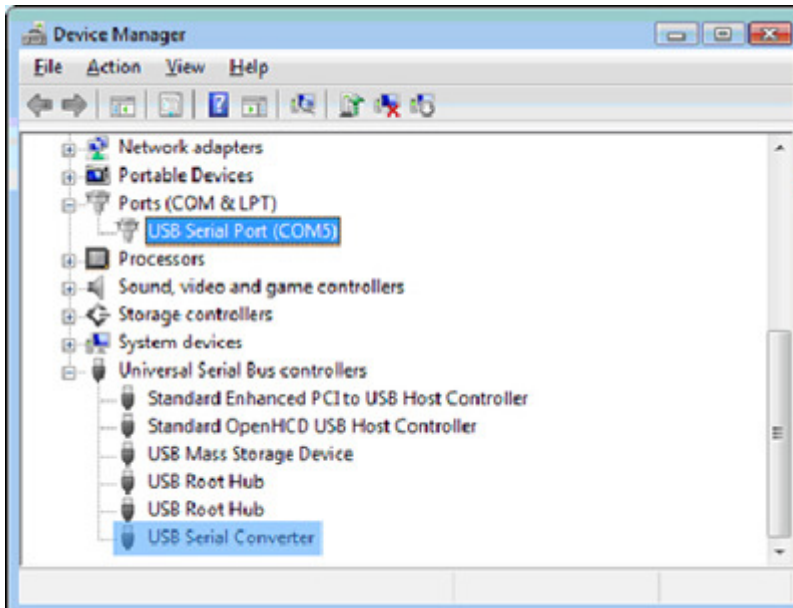 Device Manager
File Action View Help
Network adapters
Portable Devices
Ports (COM & LPT)
USB Serial Port (COM5)
Processors
Sound, video and game controllers
Storage controllers
System devices
Universal Serial Bus controllers
Standard Enhanced PCI to USB Host Controller
Standard OpenHCD USB Host Controller
USB Mass Storage Device
USB Root Hub
USB Root Hub
USB Serial Converter